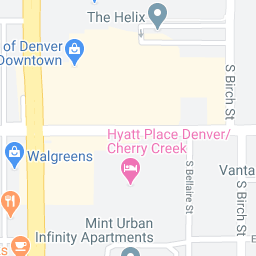 The Helix
of Denver
Downtown
S Birch St
Hyatt Place Denver/
Cherry Creek
Walgreens
S Bellaire St
Vanta
S Birch St
Mint Urban
Infinity Apartments